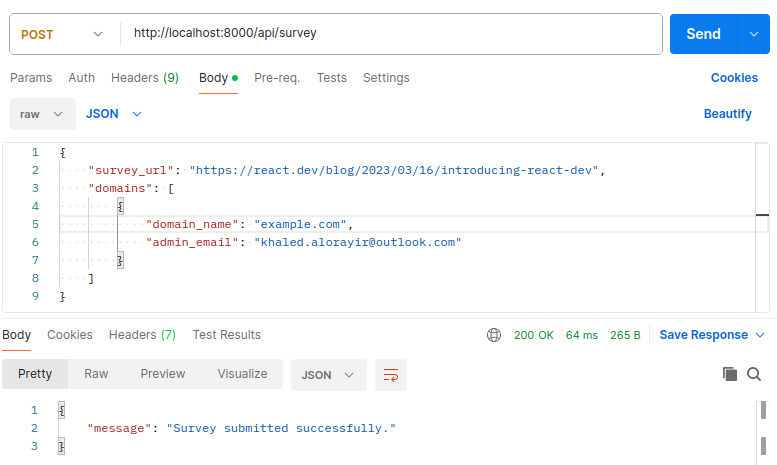 POST http://localhost:8000/api/survey Send
Params Auth Headers (9) Body Pre-req. Tests Settings Cookies
raw JSON Beautify
1 {
2 "survey_url": "https://react.dev/blog/2023/03/16/introducing-react-dev",
3 "domains": [
4 {
5 "domain_name": "example.com",
6 "admin_email": "khaled.alorayir@outlook.com"
7 }
8 ]
9 }
Body Cookies Headers (7) Test Results 200 OK 64 ms 265 B Save Response
Pretty Raw Preview Visualize JSON
1 {
2 "message": "Survey submitted successfully."
3 }